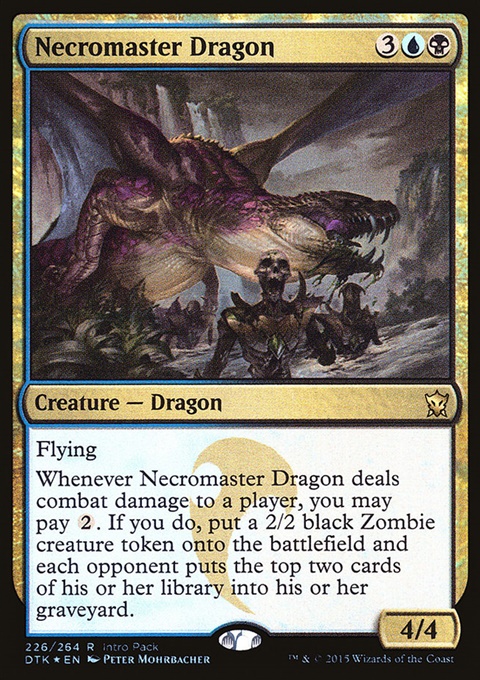 Necromaster Dragon 3
Creature — Dragon
Flying
Whenever Necromaster Dragon deals
combat damage to a player, you may
pay 2. If you do, put a 2/2 black Zombie
creature token onto the battlefield and
each opponent puts the top two cards
of his or her library into his or her
graveyard.
4/4
226/264 R Intro Pack
DTK ★ EN Peter Mohrbacher
™ & © 2015 Wizards of the Coast